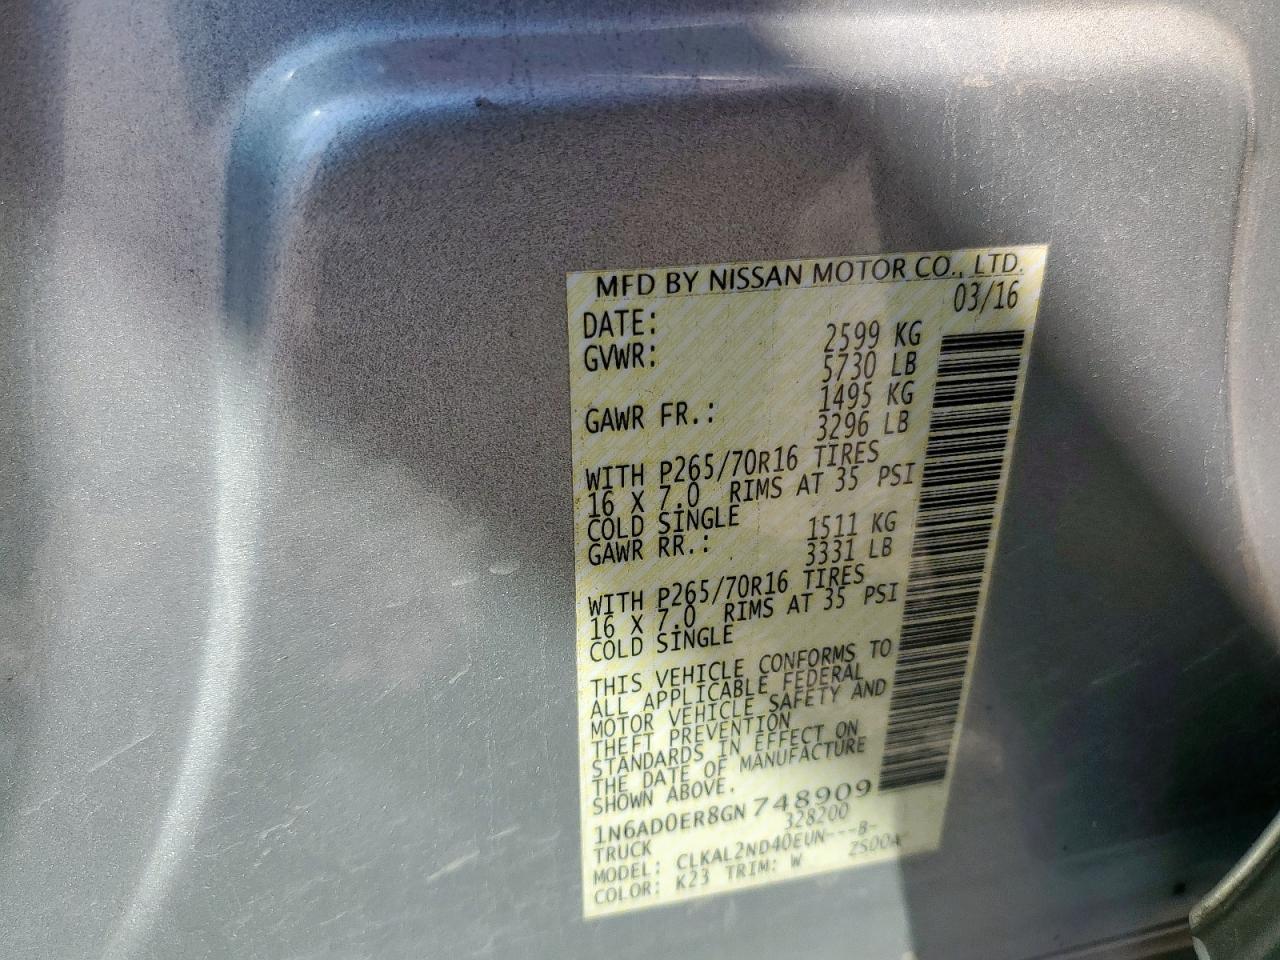 MFD BY NISSAN MOTOR CO., LTD.
DATE: 03/16
GVWR: 2599 KG
5730 LB
GAWR FR.: 1495 KG
3296 LB
WITH P265/70R16 TIRES
16 X 7.0 RIMS AT 35 PSI
COLD SINGLE
GAWR RR.: 1511 KG
3331 LB
WITH P265/70R16 TIRES
16 X 7.0 RIMS AT 35 PSI
COLD SINGLE
THIS VEHICLE CONFORMS TO
ALL APPLICABLE FEDERAL
MOTOR VEHICLE SAFETY AND
THEFT PREVENTION
STANDARDS IN EFFECT ON
THE DATE OF MANUFACTURE
SHOWN ABOVE.
1N6AD0ER8GN748909
TRUCK 328200
MODEL: CLKAL2ND40EUN---B-
COLOR: K23 TRIM: W ZS00A